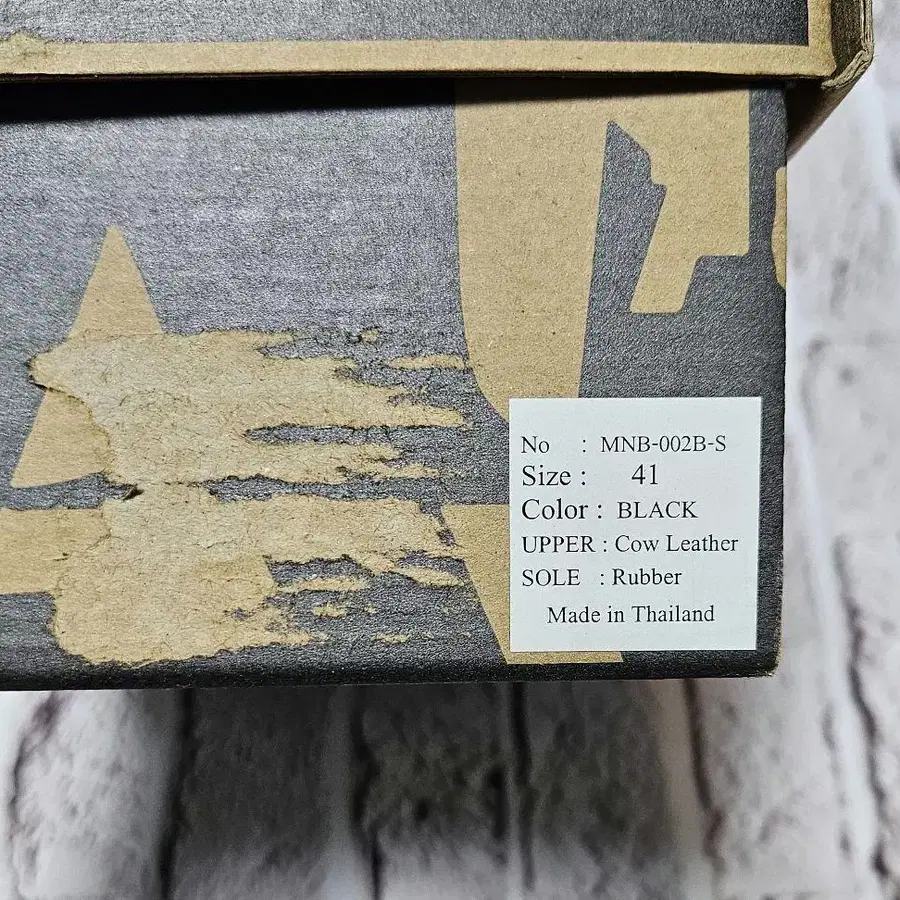 No : MNB-002B-S
Size : 41
Color : BLACK
UPPER : Cow Leather
SOLE : Rubber
Made in Thailand